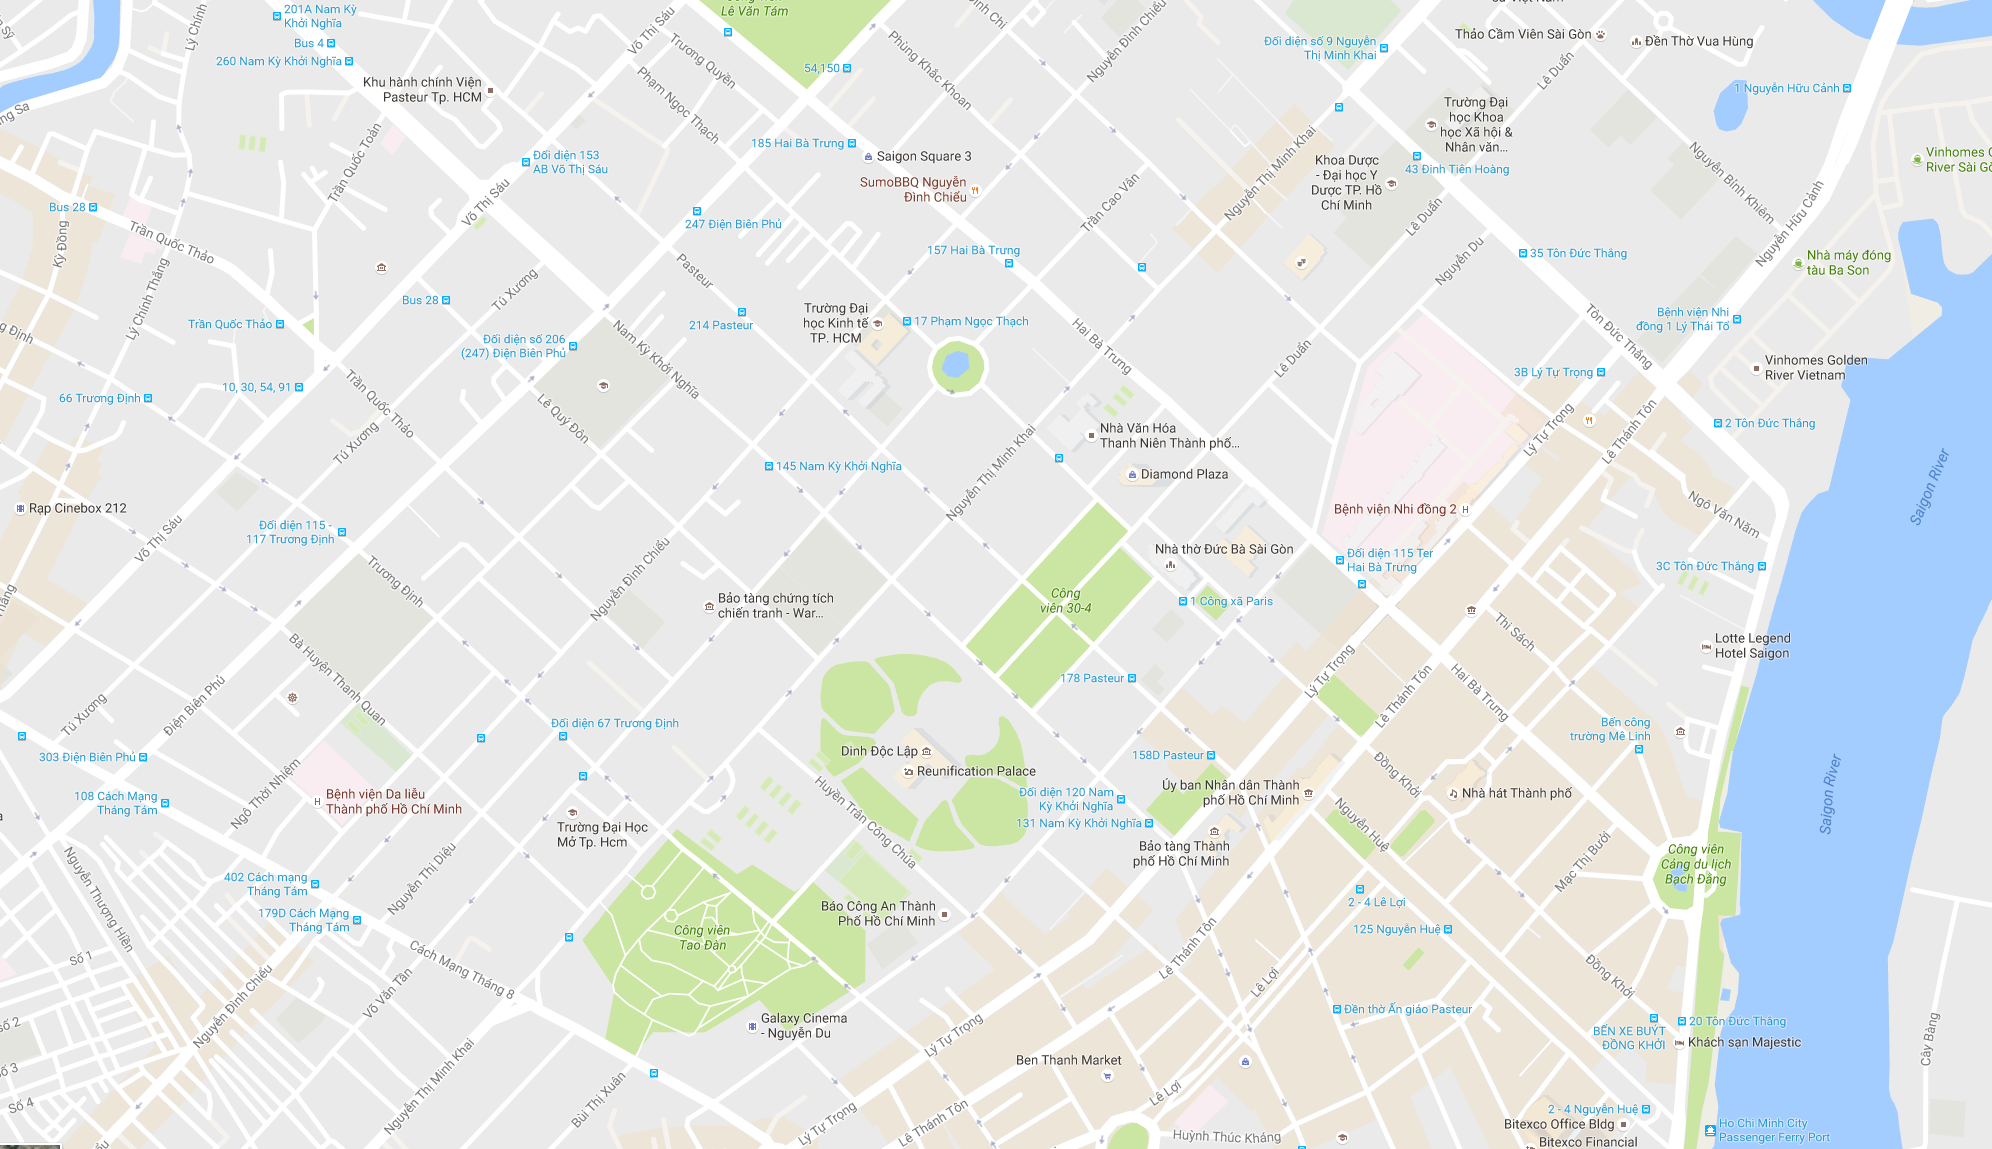 201A Nam Kỳ
Khởi Nghĩa
Bus 4
260 Nam Kỳ Khởi Nghĩa
Khu hành chính Viện
Pasteur Tp. HCM
Lý Chính
Trần Quốc Toản
Võ Thị Sáu
Trương Quyền
Phạm Ngọc Thạch
Lê Văn Tám
54,150
Phùng Khắc Khoan
Đình Chi
Nguyễn Đình Chiểu
Đối diện số 9 Nguyễn
Thị Minh Khai
Thảo Cầm Viên Sài Gòn
Đền Thờ Vua Hùng
Lê Duẩn
1 Nguyễn Hữu Cảnh
Trường Đại
học Khoa
học Xã hội &
Nhân văn...
Vinhomes
River Sài
Đối diện 153
AB Võ Thị Sáu
185 Hai Bà Trưng
Saigon Square 3
SumoBBQ Nguyễn
Đình Chiểu
Trần Cao Vân
Nguyễn Thị Minh Khai
Khoa Dược
- Đại học Y
Dược TP. Hồ
Chí Minh
43 Đinh Tiên Hoàng
Nguyễn Bỉnh Khiêm
Nguyễn Hữu Cảnh
Bus 28
Kỳ Đồng
Trần Quốc Thảo
Lý Chính Thắng
Võ Thị Sáu
247 Điện Biên Phủ
157 Hai Bà Trưng
Lê Duẩn
Nguyễn Du
35 Tôn Đức Thắng
Nhà máy đóng
tàu Ba Son
Pasteur
Tú Xương
Bus 28
Trần Quốc Thảo
Đối diện số 206
(247) Điện Biên Phủ
214 Pasteur
Trường Đại
học Kinh tế
TP. HCM
17 Phạm Ngọc Thạch
Hai Bà Trưng
Lê Duẩn
Tôn Đức Thắng
Bệnh viện Nhi
đồng 1 Lý Thái Tổ
Vinhomes Golden
River Vietnam
3B Lý Tự Trọng
Nam Kỳ Khởi Nghĩa
10, 30, 54, 91
66 Trương Định
Trần Quốc Thảo
Tú Xương
Lê Quý Đôn
Nhà Văn Hóa
Thanh Niên Thành phố...
Diamond Plaza
Nguyễn Thị Minh Khai
145 Nam Kỳ Khởi Nghĩa
Lý Tự Trọng
Lê Thánh Tôn
2 Tôn Đức Thắng
Saigon River
Ngô Văn Năm
Bệnh viện Nhi đồng 2
Rạp Cinebox 212
Đối diện 115 -
117 Trương Định
Võ Thị Sáu
Trương Định
Nguyễn Đình Chiểu
Bảo tàng chứng tích
chiến tranh - War...
Công
viên 30-4
Nhà thờ Đức Bà Sài Gòn
1 Công xã Paris
Đối diện 115 Ter
Hai Bà Trưng
3C Tôn Đức Thắng
Thi Sách
Lotte Legend
Hotel Saigon
Bà Huyện Thanh Quan
Điện Biên Phủ
Tú Xương
303 Điện Biên Phủ
Đối diện 67 Trương Định
178 Pasteur
Lý Tự Trọng
Lê Thánh Tôn
Hai Bà Trưng
Bến công
trường Mê Linh
Dinh Độc Lập
Reunification Palace
158D Pasteur
Ủy ban Nhân dân Thành
phố Hồ Chí Minh
Đồng Khởi
Nhà hát Thành phố
Saigon River
Ngô Thời Nhiệm
Bệnh viện Da liễu
Thành phố Hồ Chí Minh
108 Cách Mạng
Tháng Tám
Huyền Trân Công Chúa
Đối diện 120 Nam
Kỳ Khởi Nghĩa
131 Nam Kỳ Khởi Nghĩa
Nguyễn Huệ
Trường Đại Học
Mở Tp. Hcm
Bảo tàng Thành
phố Hồ Chí Minh
Mạc Thị Bưởi
Công viên
Cảng du lịch
Bạch Đằng
Nguyễn Thượng Hiền
402 Cách mạng
Tháng Tám
Nguyễn Thị Diệu
179D Cách Mạng
Tháng Tám
Báo Công An Thành
Phố Hồ Chí Minh
Công viên
Tao Đàn
2 - 4 Lê Lợi
125 Nguyễn Huệ
Số 1
Cách Mạng Tháng 8
Võ Văn Tần
Nguyễn Đình Chiểu
Lê Thánh Tôn
Lê Lợi
Đồng Khởi
Galaxy Cinema
- Nguyễn Du
Lý Tự Trọng
Đền thờ Ấn giáo Pasteur
BẾN XE BUÝT
ĐỒNG KHỞI
20 Tôn Đức Thắng
Khách sạn Majestic
Cây Bàng
Số 2
Số 3
Số 4
Nguyễn Thị Minh Khai
Bùi Thị Xuân
Ben Thanh Market
Lê Lợi
Lý Tự Trọng
Lê Thánh Tôn
Huỳnh Thúc Kháng
2 - 4 Nguyễn Huệ
Bitexco Office Bldg
Bitexco Financial
Ho Chi Minh City
Passenger Ferry Port